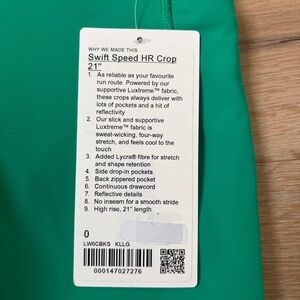 WHY WE MADE THIS
Swift Speed HR Crop
21"
1. As reliable as your favourite
run route. Powered by our
supportive Luxtreme™ fabric,
these crops always deliver with
lots of pockets and a hit of
reflectivity
2. Our slick and supportive
Luxtreme™ fabric is
sweat-wicking, four-way
stretch, and feels cool to the
touch
3. Added Lycra® fibre for stretch
and shape retention
4. Side drop-in pockets
5. Back zippered pocket
6. Continuous drawcord
7. Reflective details
8. No inseam for a smooth stride
9. High rise, 21" length
0
LW6CBKS KLLG
000147027276